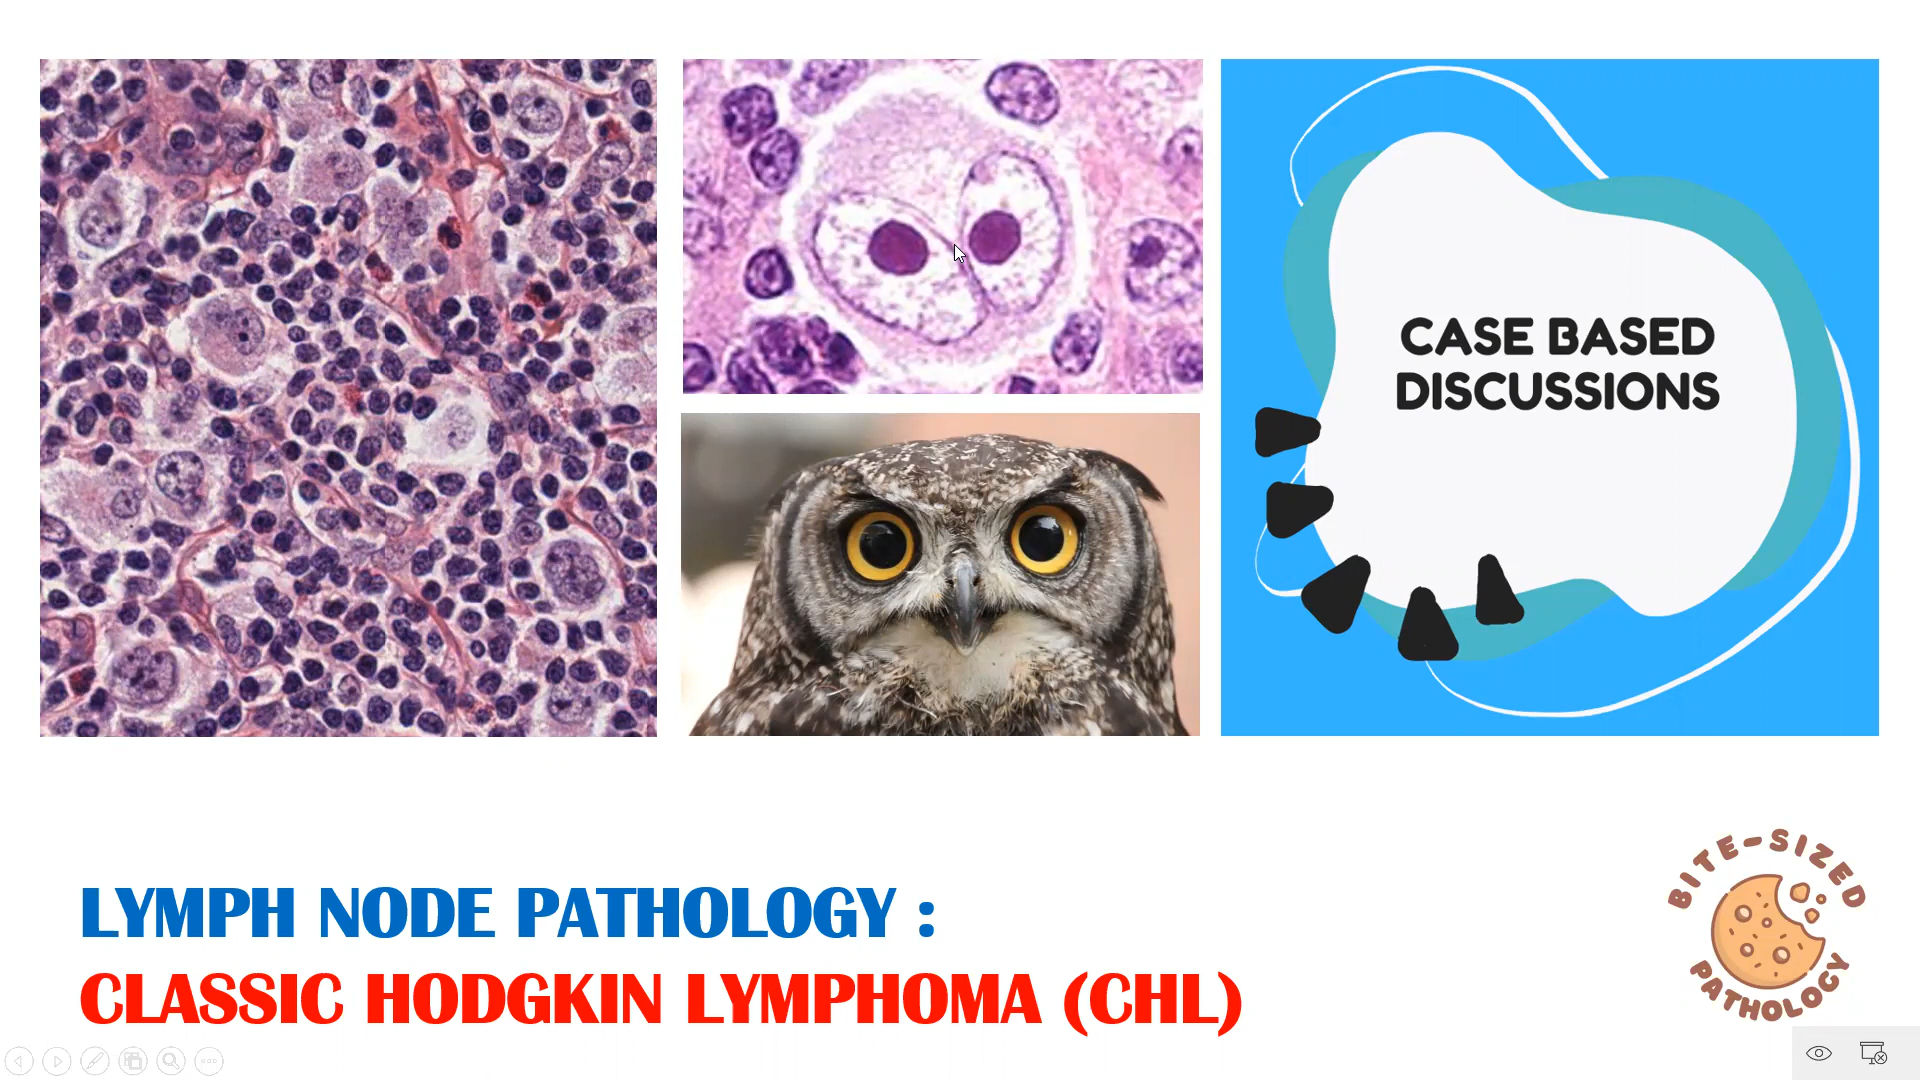 CASE BASED
DISCUSSIONS
LYMPH NODE PATHOLOGY :
CLASSIC HODGKIN LYMPHOMA (CHL)
BITE-SIZED
PATHOLOGY